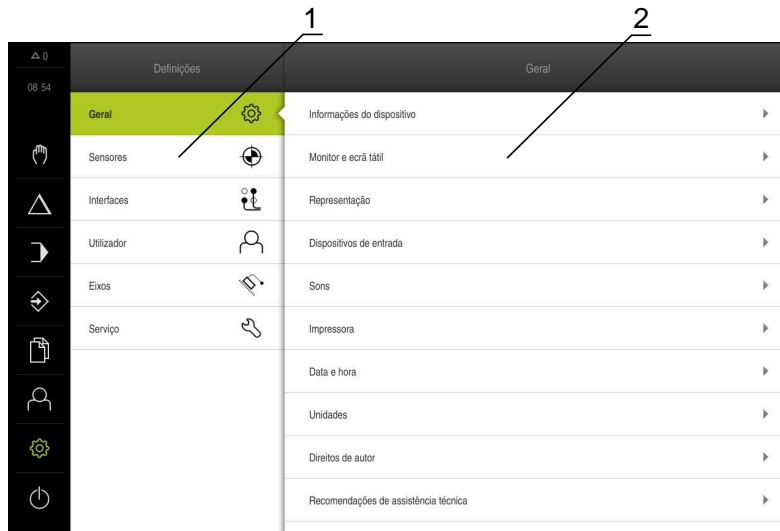 1
2
0
08 54
Definições
Geral
Geral
Sensores
Interfaces
Utilizador
Eixos
Serviço
Informações do dispositivo
Monitor e ecrã tátil
Representação
Dispositivos de entrada
Sons
Impressora
Data e hora
Unidades
Direitos de autor
Recomendações de assistência técnica